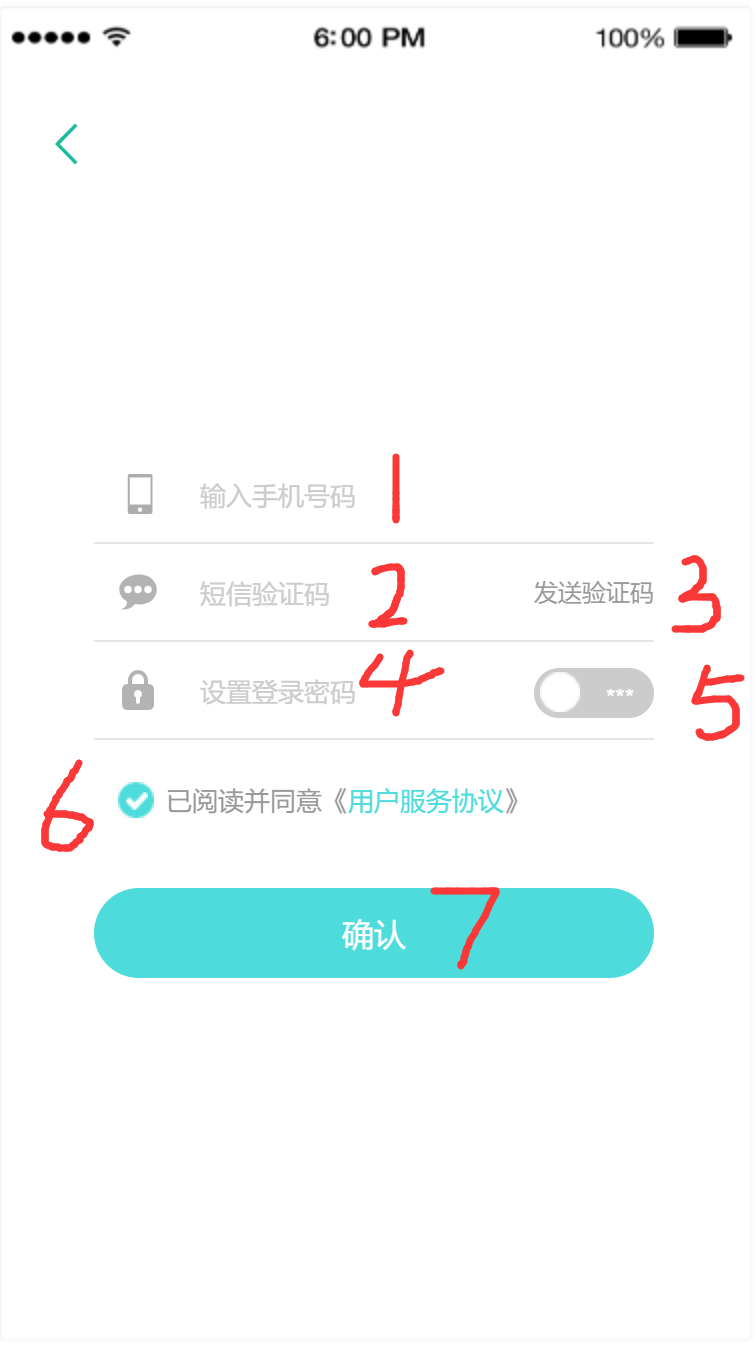 6:00 PM 100%
输入手机号码 1
短信验证码 2 发送验证码 3
设置登录密码 4 *** 5
6 已阅读并同意《用户服务协议》
确认 7